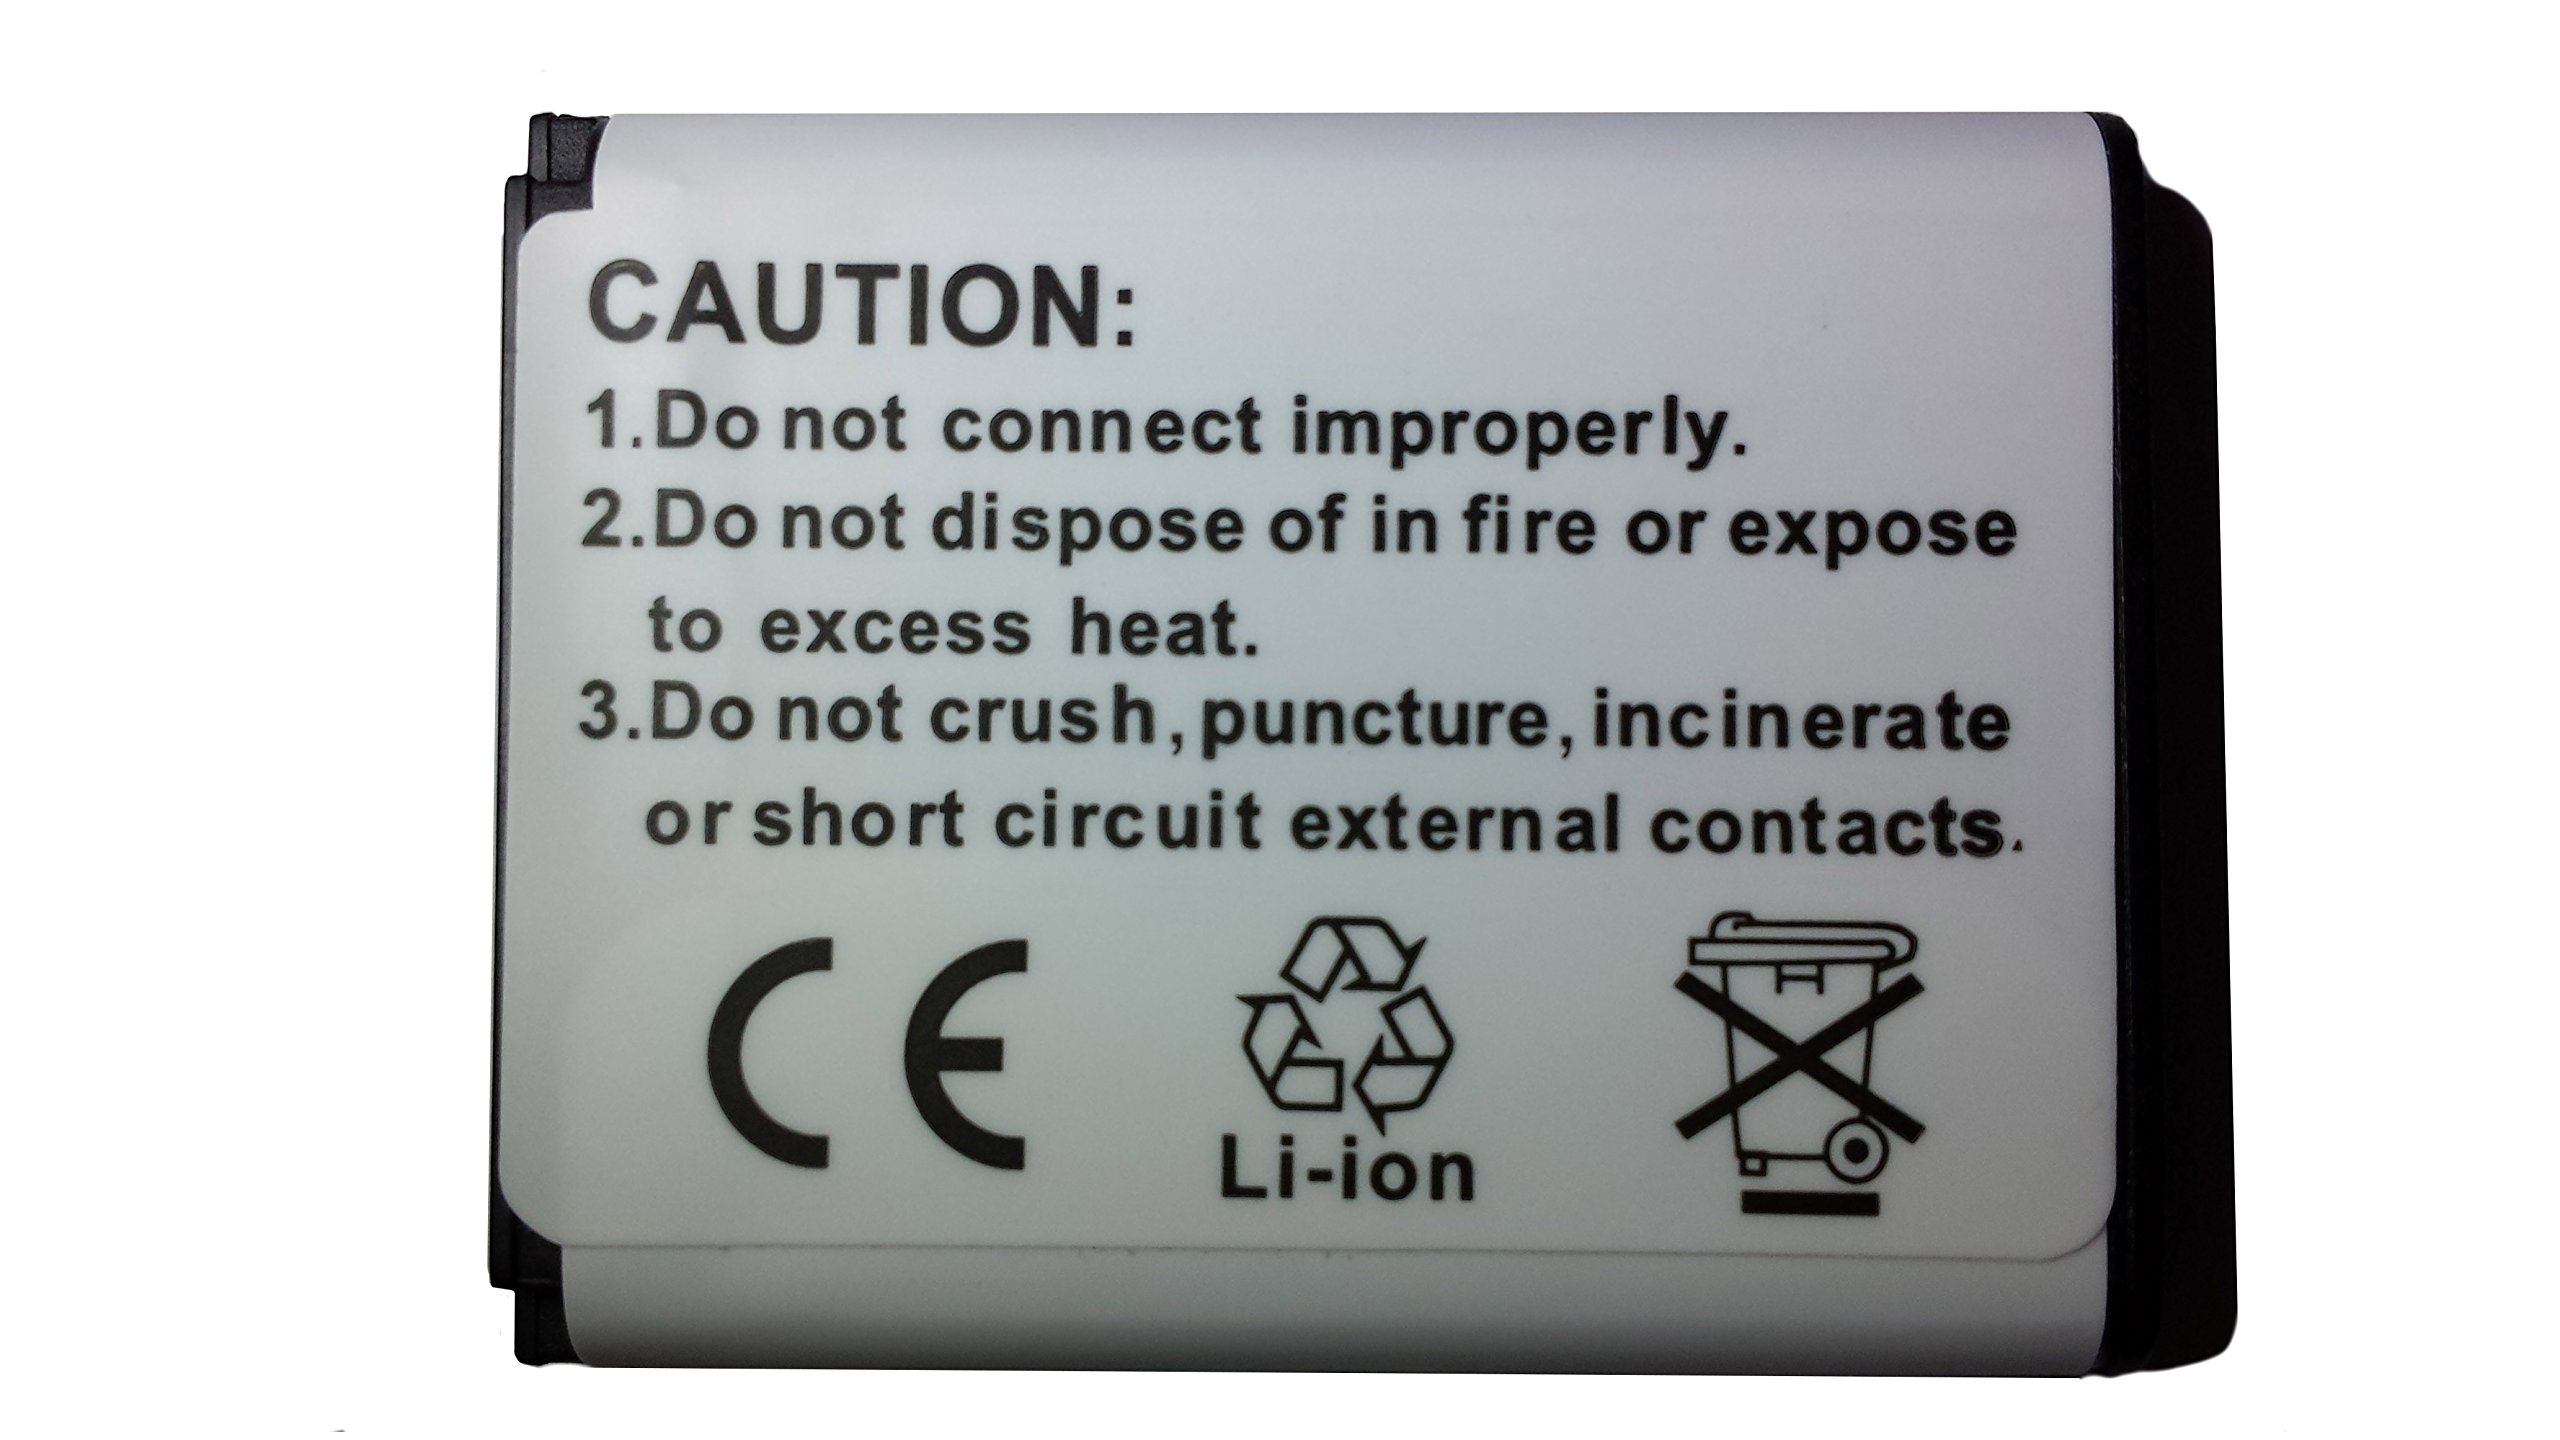 CAUTION:
1.Do not connect improperly.
2.Do not dispose of in fire or expose
to excess heat.
3.Do not crush,puncture,incinerate
or short circuit external contacts.
CE
Li-ion